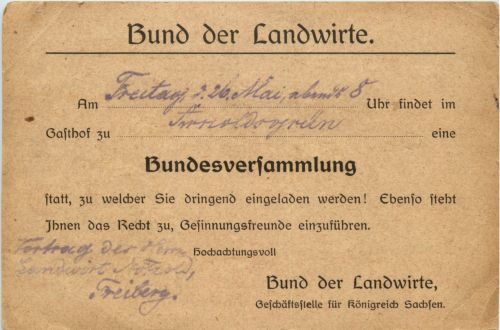 Bund der Landwirte.
Am Freitag, d. 26. Mai, abends 8 Uhr findet im
Gasthof zu Arnoldsgrün eine
Bundesversammlung
statt, zu welcher Sie dringend eingeladen werden! Ebenso steht
Ihnen das Recht zu, Gesinnungsfreunde einzuführen.
Hochachtungsvoll
Vortrag des Herrn
Landwirt
Freiberg.
Bund der Landwirte,
Geschäftsstelle für Königreich Sachsen.